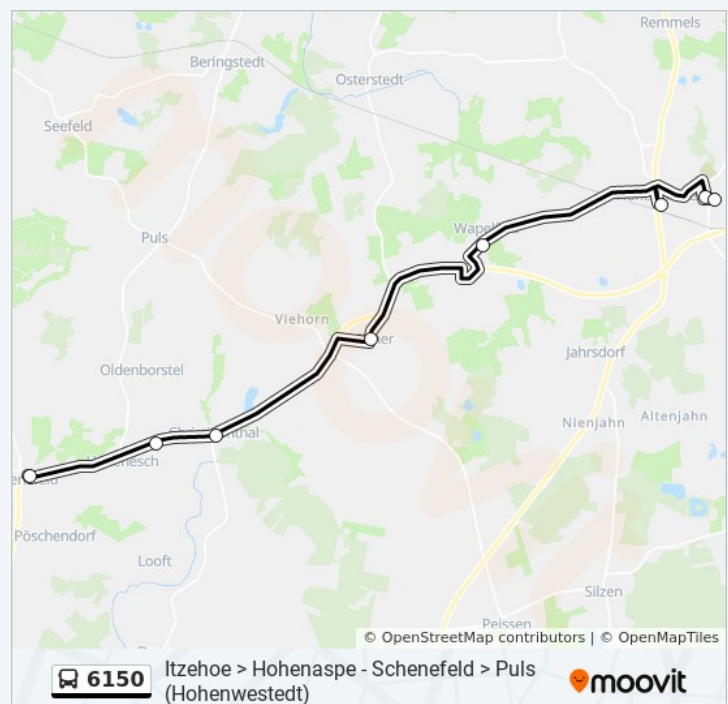 Remmels
Beringstedt
Osterstedt
Seefeld
Puls
Viehorn
Jahrsdorf
Oldenborstel
Nienjahn
Altenjahn
Pöschendorf
Looft
Silzen
Peissen
© OpenStreetMap contributors | © OpenMapTiles
6150
Itzehoe > Hohenaspe - Schenefeld > Puls
(Hohenwestedt)
moovit